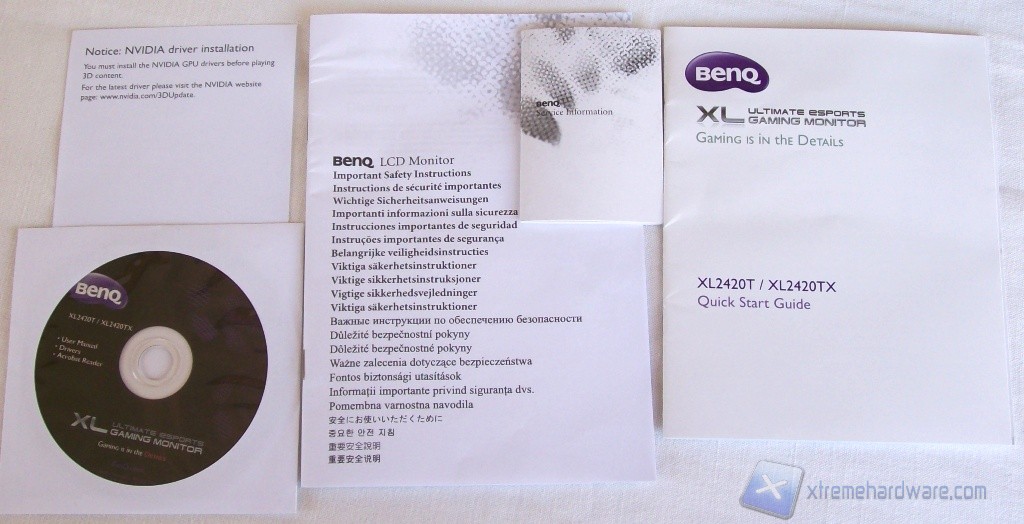 Notice: NVIDIA driver installation
You must install the NVIDIA GPU drivers before playing
3D content.
For the latest driver please visit the NVIDIA website
page: www.nvidia.com/3DUpdate.
BenQ
XL2420T / XL2420TX
• User Manual
• Drivers
• Acrobat Reader
XL ULTIMATE eSPORTS
GAMING MONITOR
Gaming is in the Details
BenQ LCD Monitor
Important Safety Instructions
Instructions de sécurité importantes
Wichtige Sicherheitsanweisungen
Importanti informazioni sulla sicurezza
Instrucciones importantes de seguridad
Instruções importantes de segurança
Belangrijke veiligheidsinstructies
Viktiga säkerhetsinstruktioner
Viktige sikkerhetsinstruksjoner
Vigtige sikkerhedsvejledninger
Viktiga säkerhetsinstruktioner
Важные инструкции по обеспечению безопасности
Důležité bezpečnostní pokyny
Dôležité bezpečnostné pokyny
Ważne zalecenia dotyczące bezpieczeństwa
Fontos biztonsági utasítások
Informaţii importante privind siguranţa dvs.
Pomembna varnostna navodila
安全にお使いいただくために
중요한 안전 지침
重要安全說明
重要安全说明
BenQ
Service Information
BenQ
XL ULTIMATE eSPORTS
GAMING MONITOR
Gaming is in the Details
XL2420T / XL2420TX
Quick Start Guide
xtremehardware.com